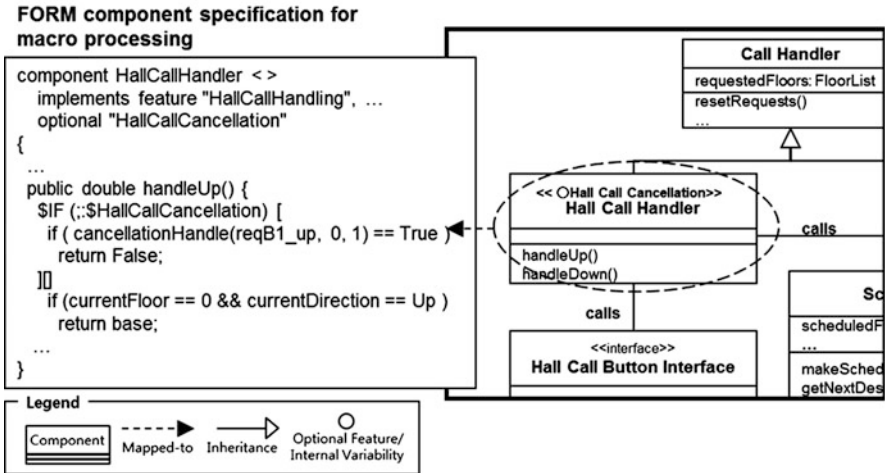 FORM component specification for
macro processing
component HallCallHandler < >
implements feature "HallCallHandling", …
optional "HallCallCancellation"
{
…
public double handleUp() {
$IF (;:$HallCallCancellation) [
if ( cancellationHandle(reqB1_up, 0, 1) == True )
return False;
][]
if (currentFloor == 0 && currentDirection == Up )
return base;
…
}
Call Handler
requestedFloors: FloorList
resetRequests()
…
<< ○Hall Call Cancellation>>
Hall Call Handler
handleUp()
handleDown()
calls
calls
<<interface>>
Hall Call Button Interface
Sc
scheduledF
…
makeSched
getNextDes
Legend
Component
Mapped-to
Inheritance
Optional Feature/
Internal Variability